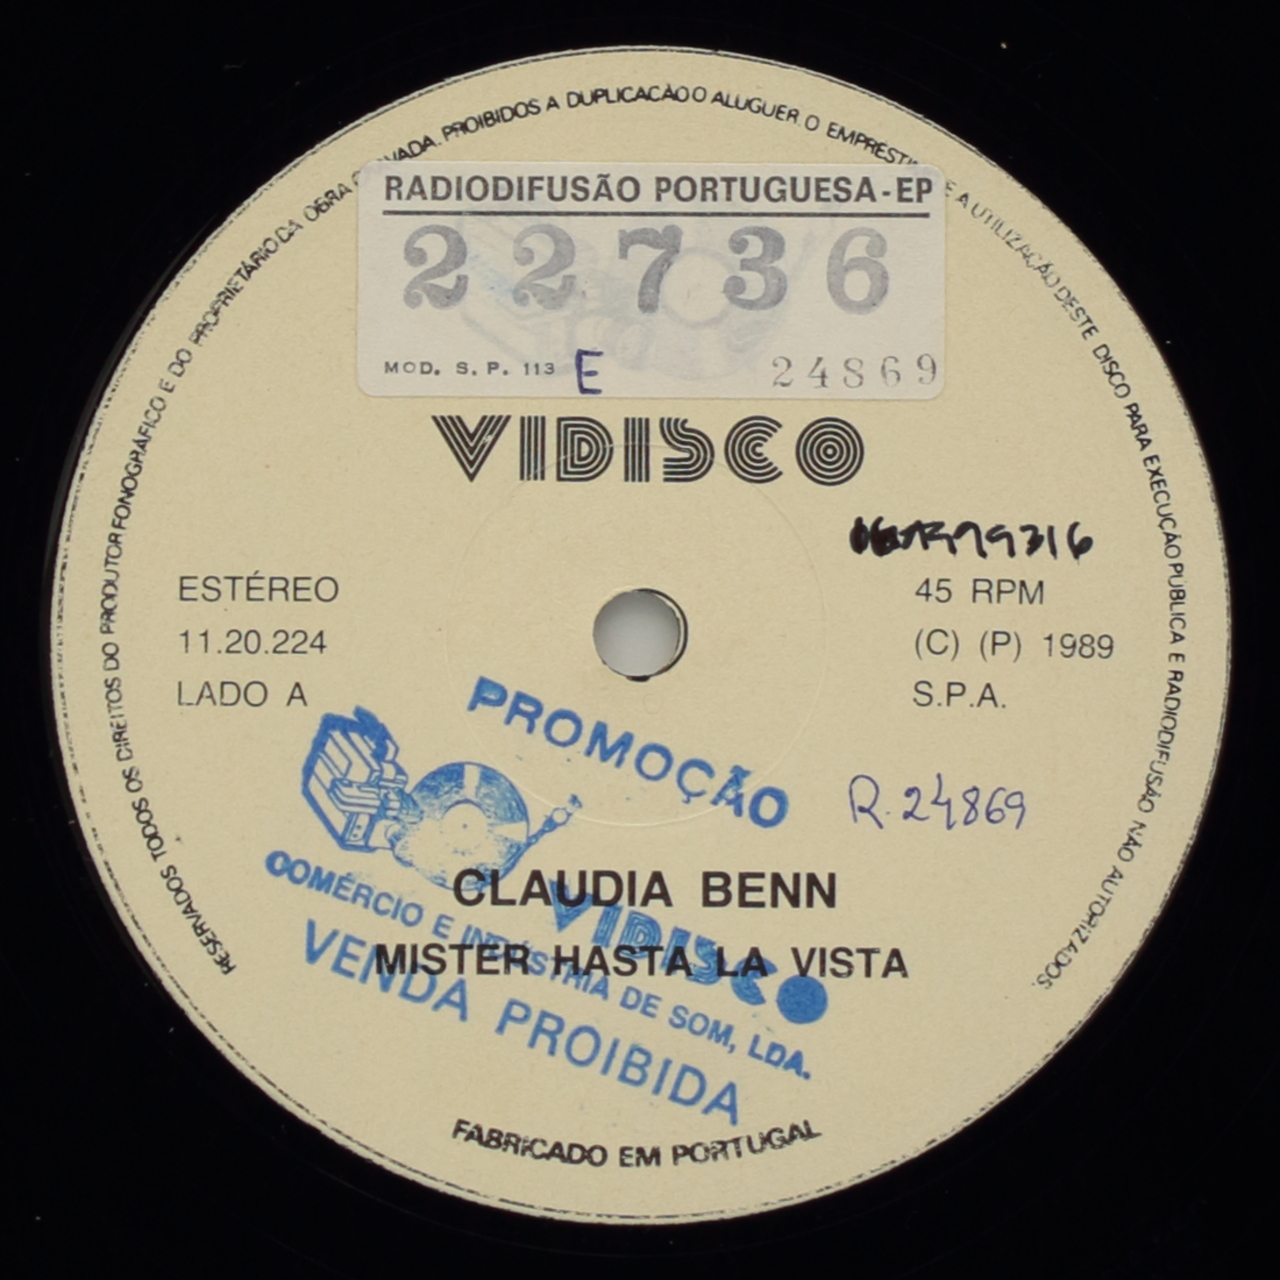 RESERVADOS TODOS OS DIREITOS DO PRODUTOR FONOGRÁFICO E DO PROPRIETÁRIO DA OBRA PROIBIDOS A DUPLICAÇÃO O ALUGUER O A UTILIZAÇÃO DESTE DISCO PARA EXECUÇÃO PUBLICA E RADIODIFUSÃO NÃO AUTORIZADOS.
RADIODIFUSÃO PORTUGUESA - EP
22736
MOD. S. P. 113 E 24869
VIDISCO
ESTÉREO
11.20.224
LADO A
45 RPM
(C) (P) 1989
S.P.A.
PROMOÇÃO
R. 24869
CLAUDIA BENN
VIDISCO
COMÉRCIO E INDÚSTRIA DE SOM, LDA.
MISTER HASTA LA VISTA
VENDA PROIBIDA
FABRICADO EM PORTUGAL